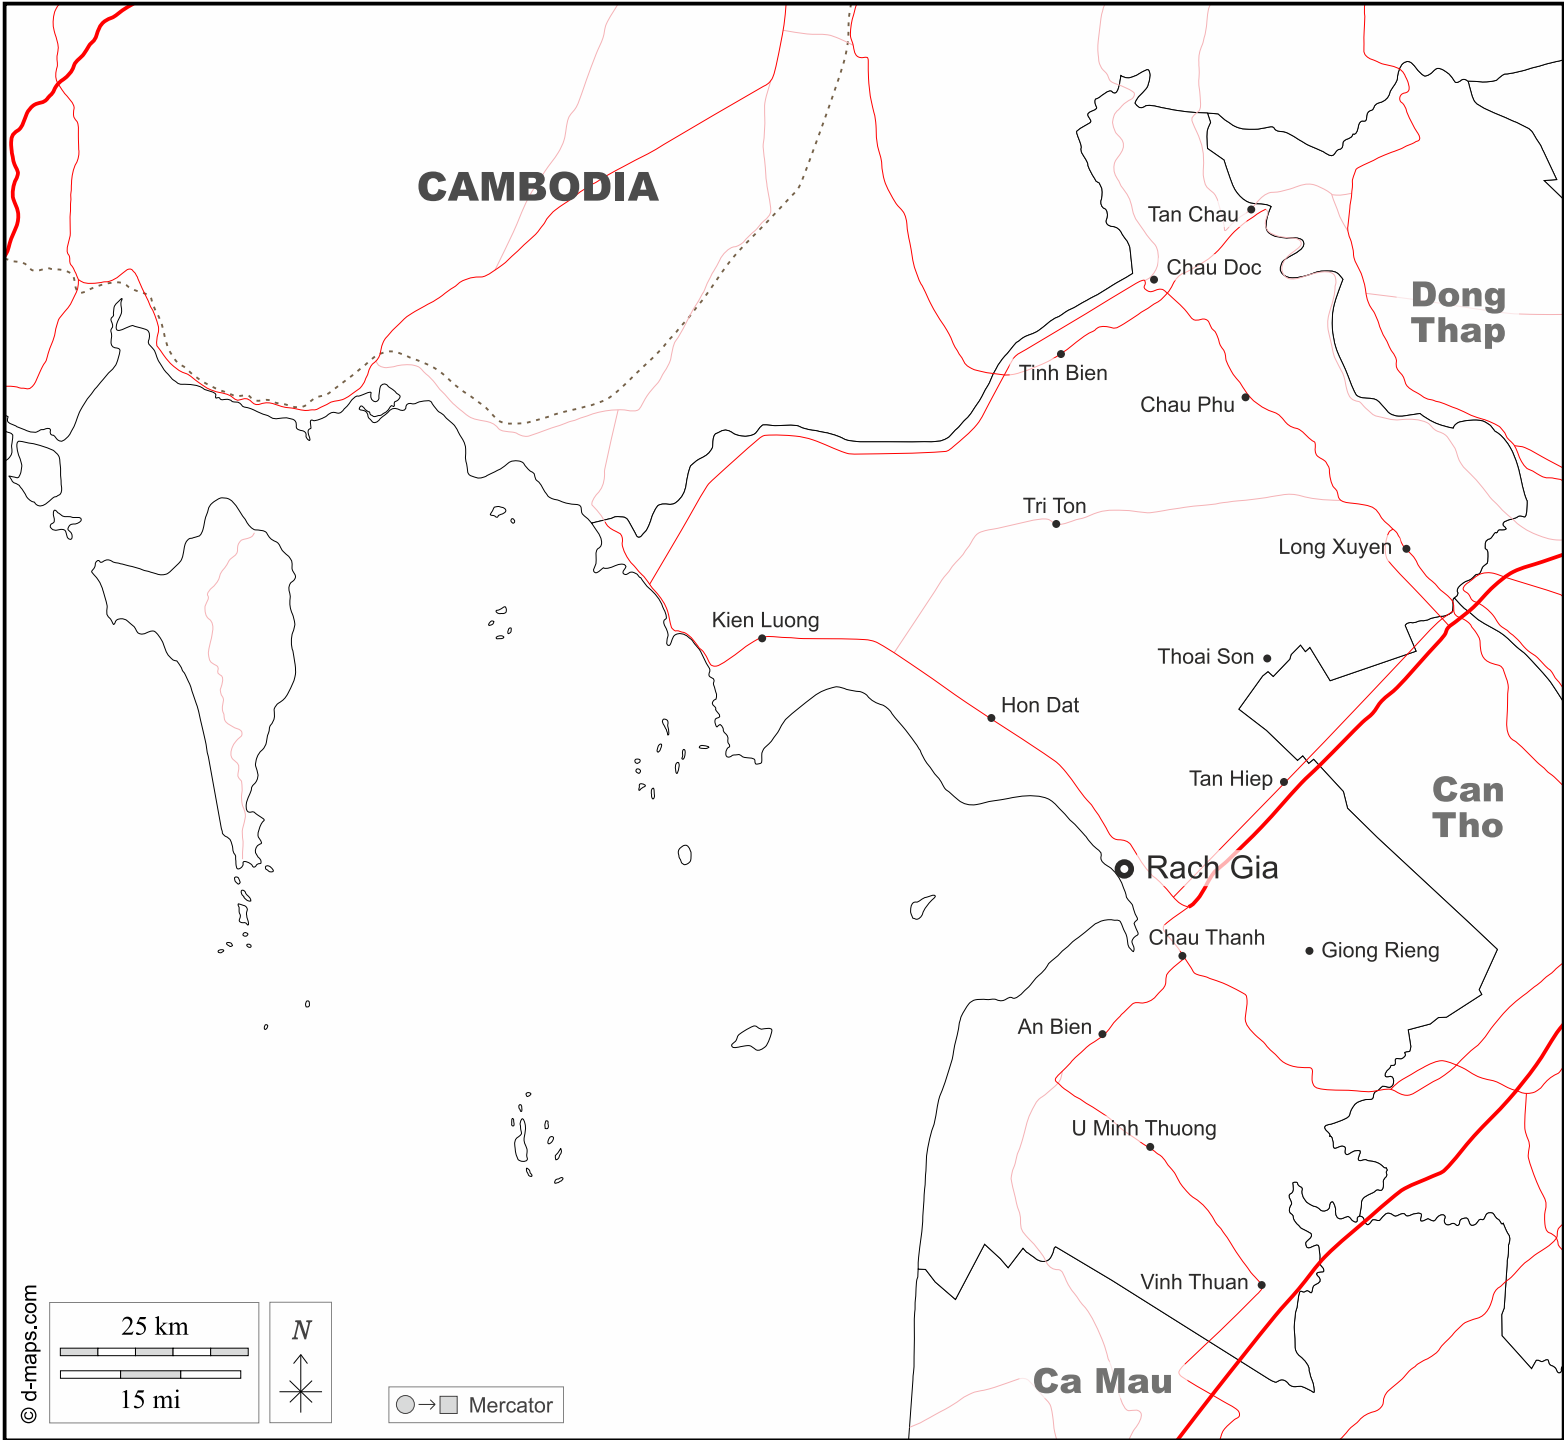 CAMBODIA
Tan Chau
Chau Doc
Dong
Thap
Tinh Bien
Chau Phu
Tri Ton
Long Xuyen
Kien Luong
Thoai Son
Hon Dat
Tan Hiep
Can
Tho
Rach Gia
Chau Thanh
Giong Rieng
An Bien
U Minh Thuong
Vinh Thuan
Ca Mau
© d-maps.com
25 km
15 mi
N
Mercator